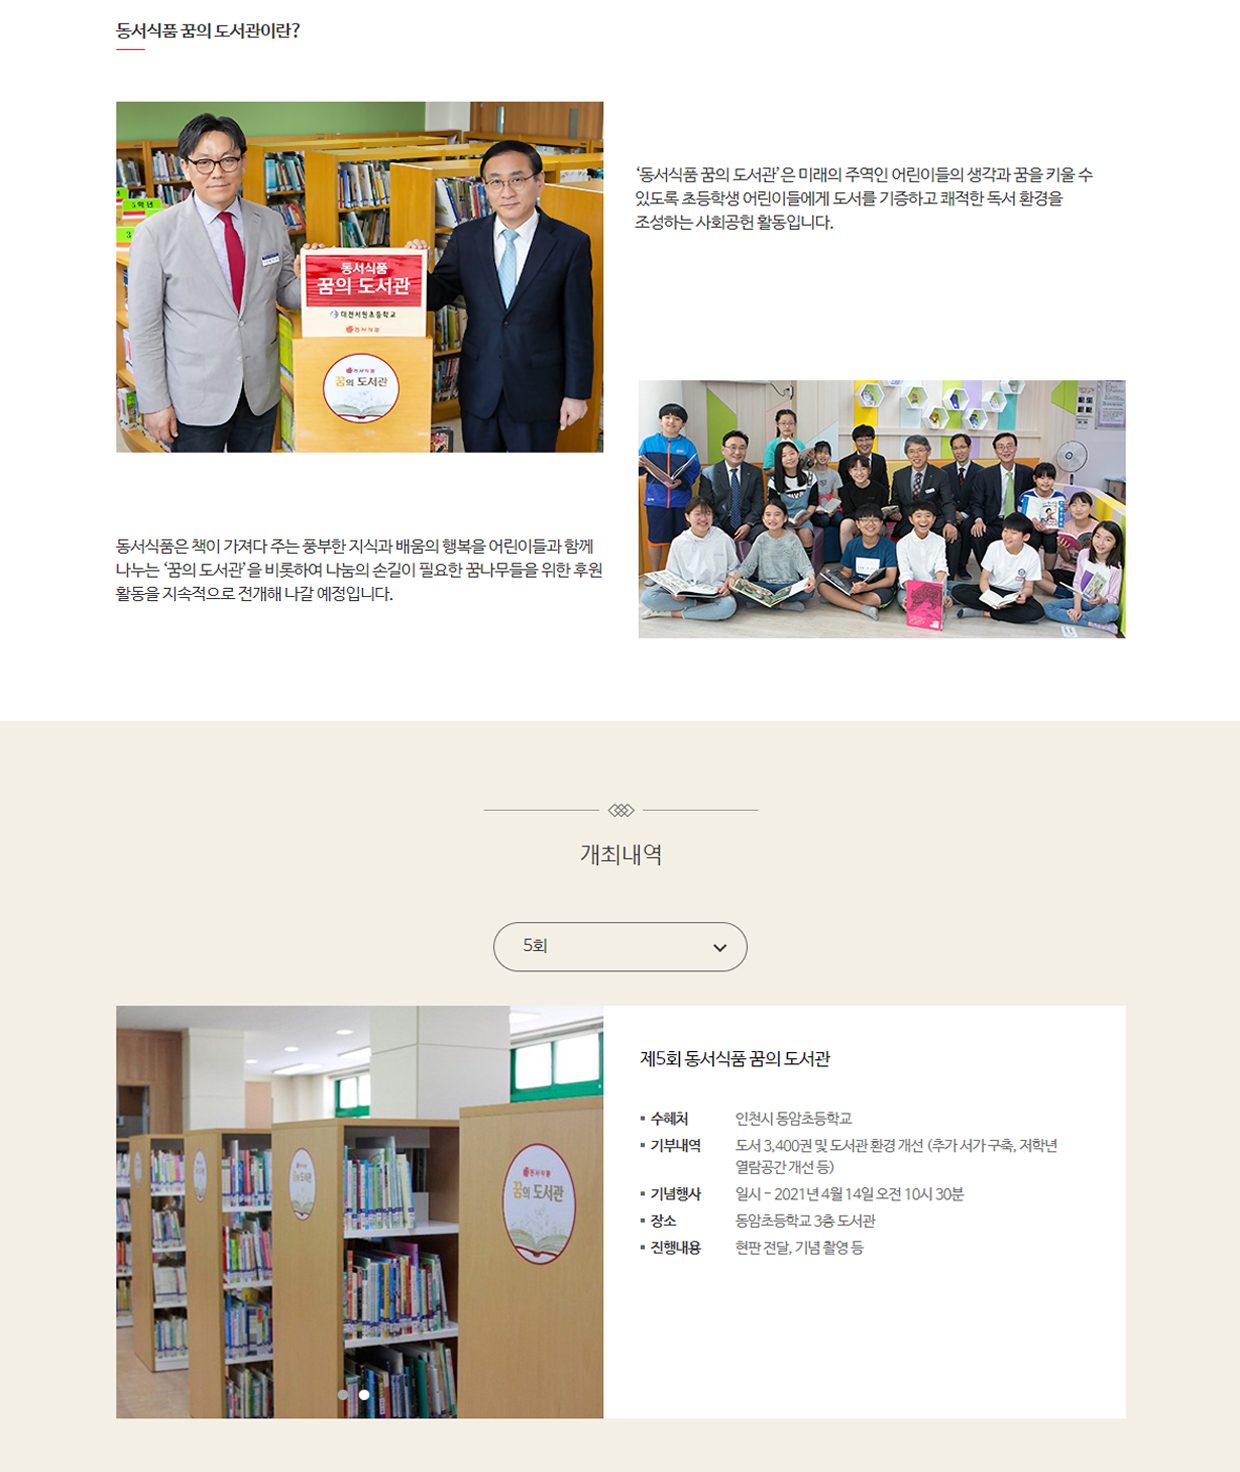 동서식품 꿈의 도서관이란?
5학년
3
동서식품
꿈의 도서관
대전서원초등학교
동서식품
동서식품
꿈의 도서관
‘동서식품 꿈의 도서관’은 미래의 주역인 어린이들의 생각과 꿈을 키울 수
있도록 초등학생 어린이들에게 도서를 기증하고 쾌적한 독서 환경을
조성하는 사회공헌 활동입니다.
동서식품은 책이 가져다 주는 풍부한 지식과 배움의 행복을 어린이들과 함께
나누는 ‘꿈의 도서관’을 비롯하여 나눔의 손길이 필요한 꿈나무들을 위한 후원
활동을 지속적으로 전개해 나갈 예정입니다.
개최내역
5회
동서식품
꿈의 도서관
꿈의 도서관
제5회 동서식품 꿈의 도서관
수혜처 인천시 동암초등학교
기부내역 도서 3,400권 및 도서관 환경 개선 (추가 서가 구축, 저학년
열람공간 개선 등)
기념행사 일시 - 2021년 4월 14일 오전 10시 30분
장소 동암초등학교 3층 도서관
진행내용 현판 전달, 기념 촬영 등